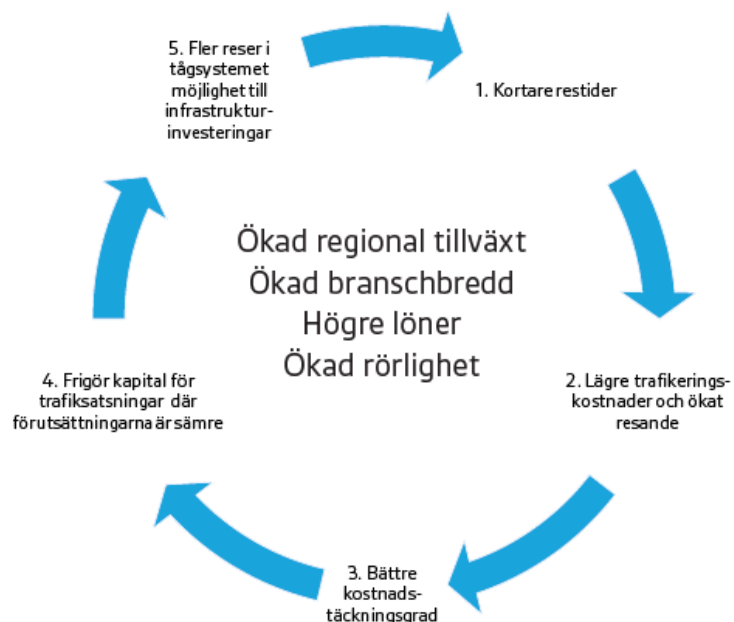 5. Fler reser i
tågsystemet
möjlighet till
infrastruktur-
investeringar
1. Kortare restider
Ökad regional tillväxt
Ökad branschbredd
Högre löner
Ökad rörlighet
2. Lägre trafikerings-
kostnader och ökat
resande
3. Bättre
kostnads-
täckningsgrad
4. Frigör kapital för
trafiksatsningar där
förutsättningarna är sämre